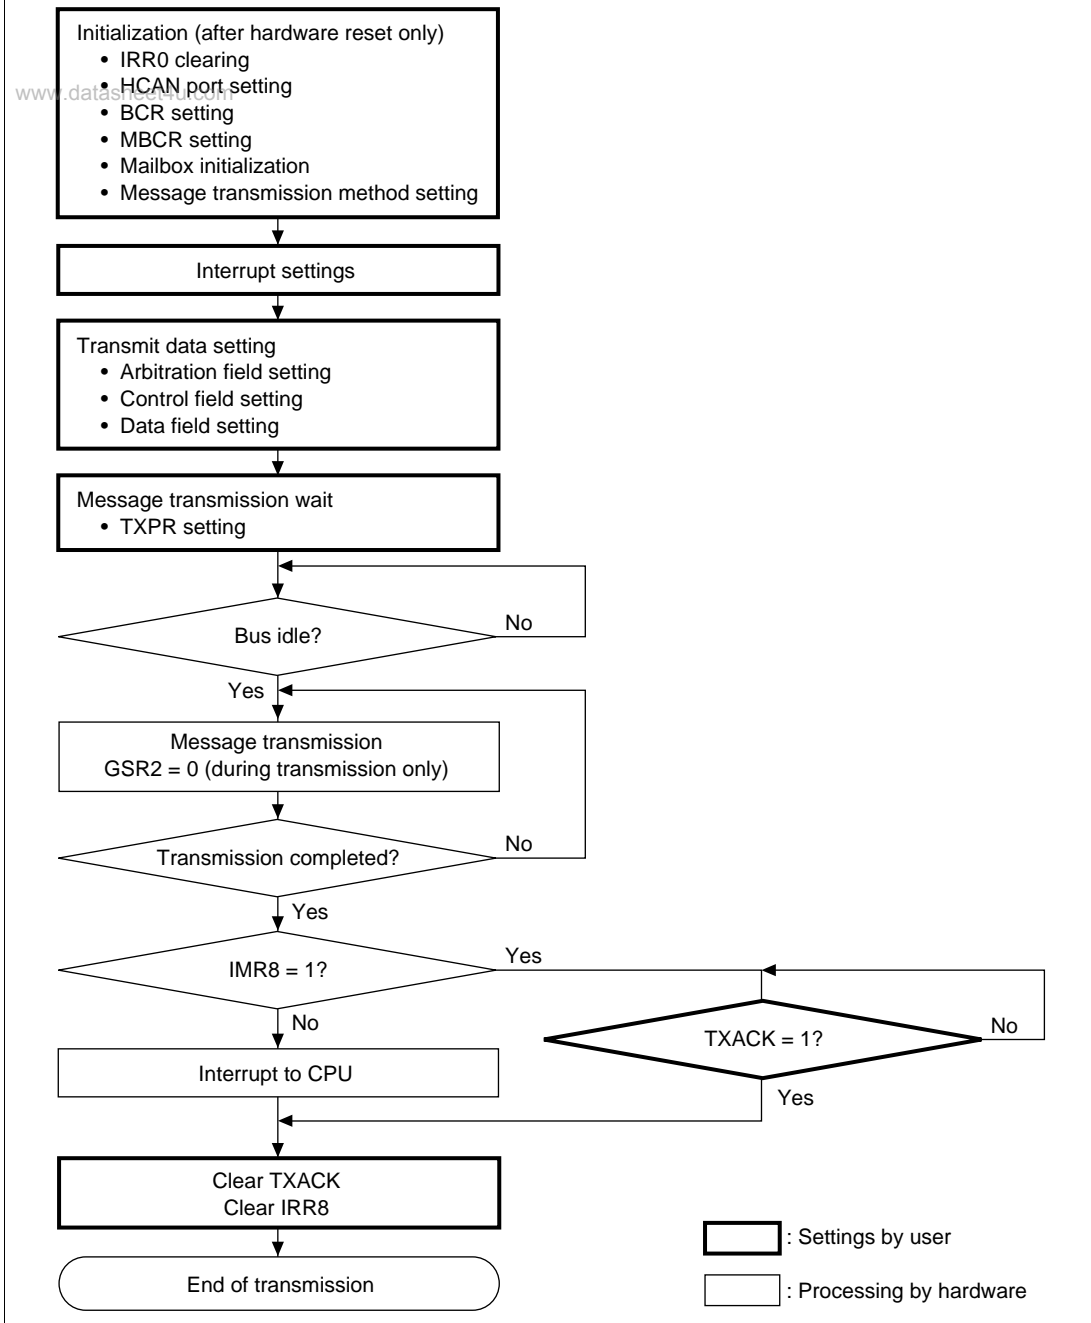 Initialization (after hardware reset only)
• IRR0 clearing
• HCAN port setting
www.datasheet4u.com
• BCR setting
• MBCR setting
• Mailbox initialization
• Message transmission method setting
Interrupt settings
Transmit data setting
• Arbitration field setting
• Control field setting
• Data field setting
Message transmission wait
• TXPR setting
Bus idle?
No
Yes
Message transmission
GSR2 = 0 (during transmission only)
Transmission completed?
No
Yes
IMR8 = 1?
Yes
No
TXACK = 1?
No
Yes
Interrupt to CPU
Clear TXACK
Clear IRR8
End of transmission
: Settings by user
: Processing by hardware